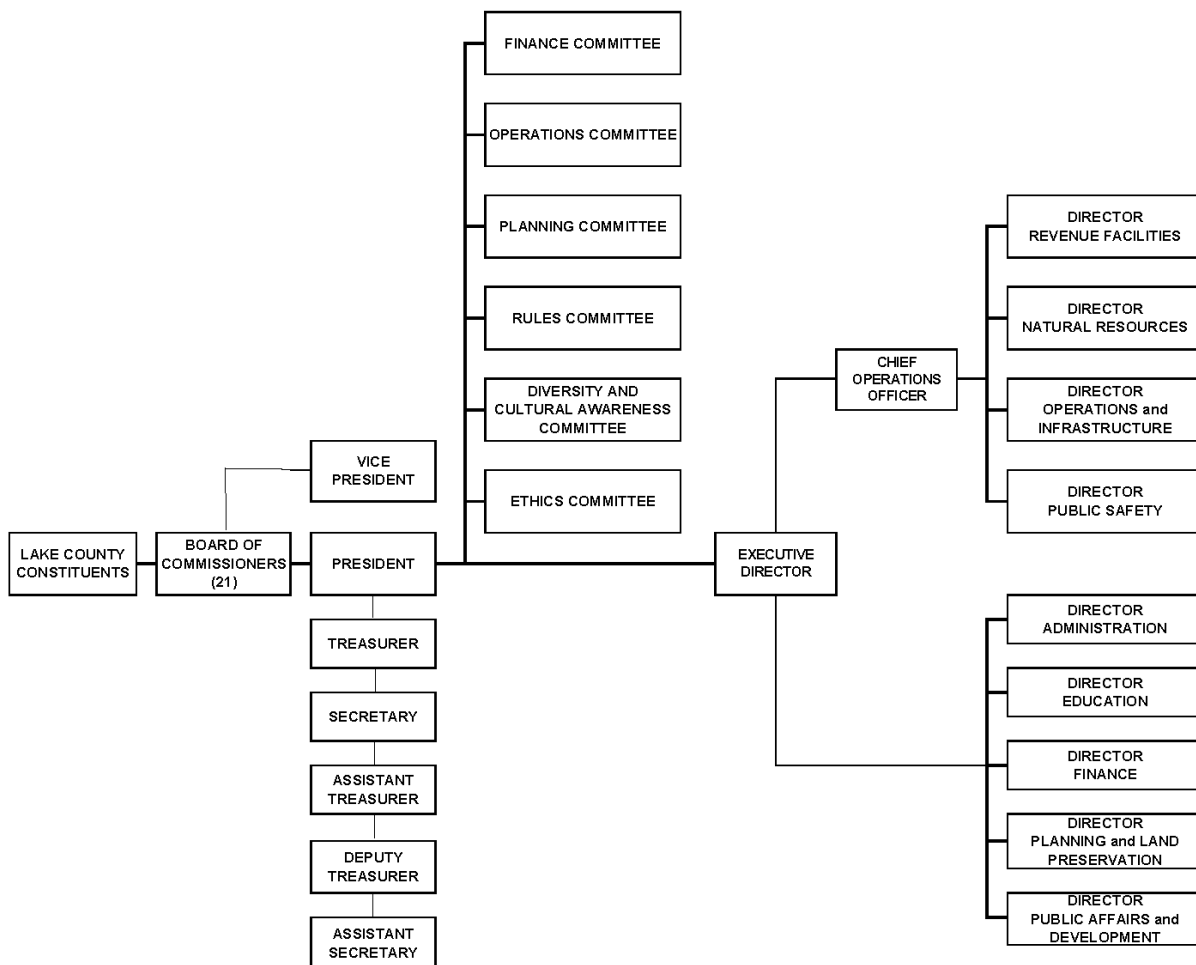 FINANCE COMMITTEE
OPERATIONS COMMITTEE
PLANNING COMMITTEE
RULES COMMITTEE
DIVERSITY AND
CULTURAL AWARENESS
COMMITTEE
ETHICS COMMITTEE
VICE
PRESIDENT
LAKE COUNTY
CONSTITUENTS
BOARD OF
COMMISSIONERS
(21)
PRESIDENT
TREASURER
SECRETARY
ASSISTANT
TREASURER
DEPUTY
TREASURER
ASSISTANT
SECRETARY
EXECUTIVE
DIRECTOR
CHIEF
OPERATIONS
OFFICER
DIRECTOR
REVENUE FACILITIES
DIRECTOR
NATURAL RESOURCES
DIRECTOR
OPERATIONS and
INFRASTRUCTURE
DIRECTOR
PUBLIC SAFETY
DIRECTOR
ADMINISTRATION
DIRECTOR
EDUCATION
DIRECTOR
FINANCE
DIRECTOR
PLANNING and LAND
PRESERVATION
DIRECTOR
PUBLIC AFFAIRS and
DEVELOPMENT